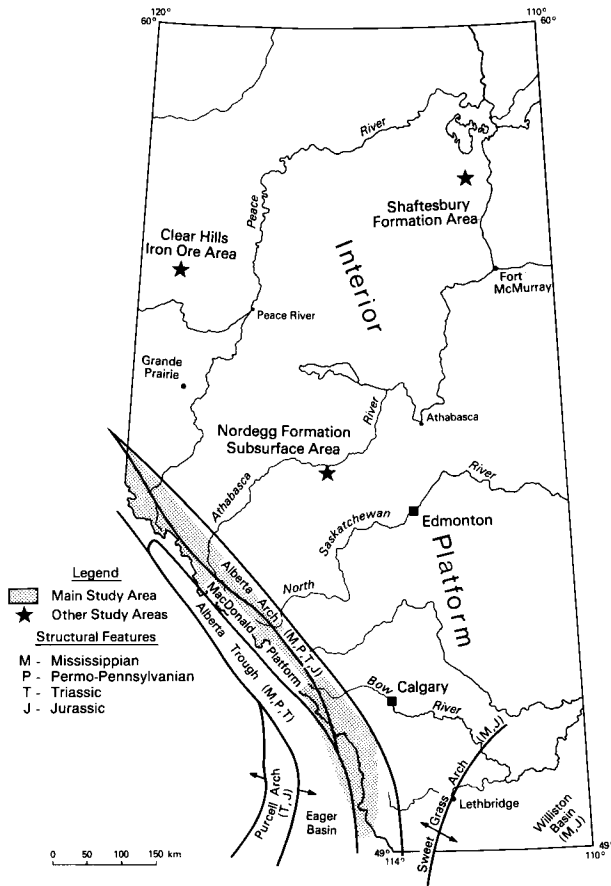 120°
60°
110°
60°
River
Peace
Shaftesbury
Formation Area
Clear Hills
Iron Ore Area
Interior
Fort
McMurray
Peace River
Grande
Prairie
Athabasca
River
Nordegg Formation
Subsurface Area
Athabasca
River
Saskatchewan
Edmonton
Platform
North
Alberta Arch (M,P,T,J)
MacDonald Platform
Alberta Trough (M,P,T)
Legend
Main Study Area
Other Study Areas
Structural Features
M - Mississippian
P - Permo-Pennsylvanian
T - Triassic
J - Jurassic
Bow
River
Calgary
Purcell Arch
(T,J)
Eager
Basin
Sweet Grass Arch (M,J)
Lethbridge
Williston
Basin
(M,J)
49°
114°
49°
110°
0 50 100 150 km